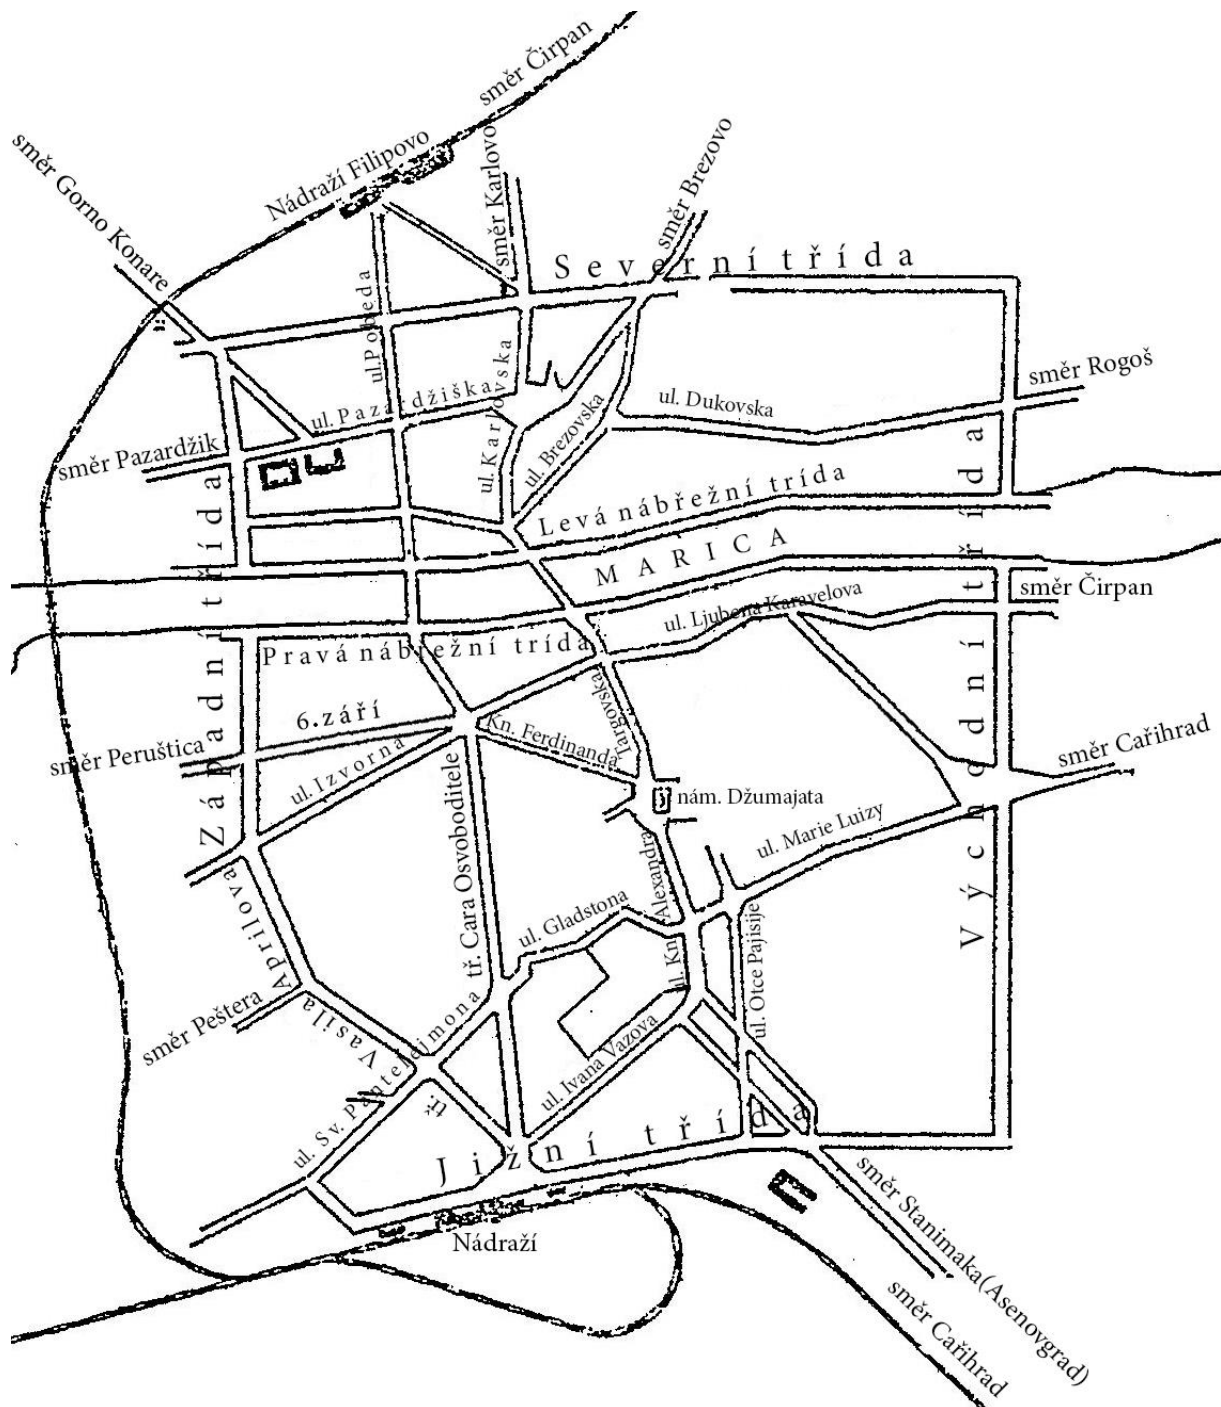 směr Čirpan
směr Gorno Konare
Nádraží Filipovo
směr Karlovo
směr Brezovo
Severní třída
ul. Pobeda
ul. Karlovska
ul. Pazardžiška
směr Rogoš
ul. Dukovska
ul. Brezovska
směr Pazardžik
Levá nábřežní trída
MARICA
směr Čirpan
ul. Ljubena Karavelova
Pravá nábřežní trída
Západní třída
Východní třída
6.září
Kn. Ferdinanda
Targovska
směr Peruštica
ul. Izvorna
směr Cařihrad
nám. Džumajata
tř. Cara Osvoboditele
ul. Marie Luizy
ul. Kn. Alexandra
ul. Gladstona
ul. Otce Pajisije
tř. Vasila Aprilova
směr Peštera
ul. Sv. Pantelejmona
ul. Ivana Vazova
Jižní třída
směr Stanimaka(Asenovgrad)
Nádraží
směr Cařihrad